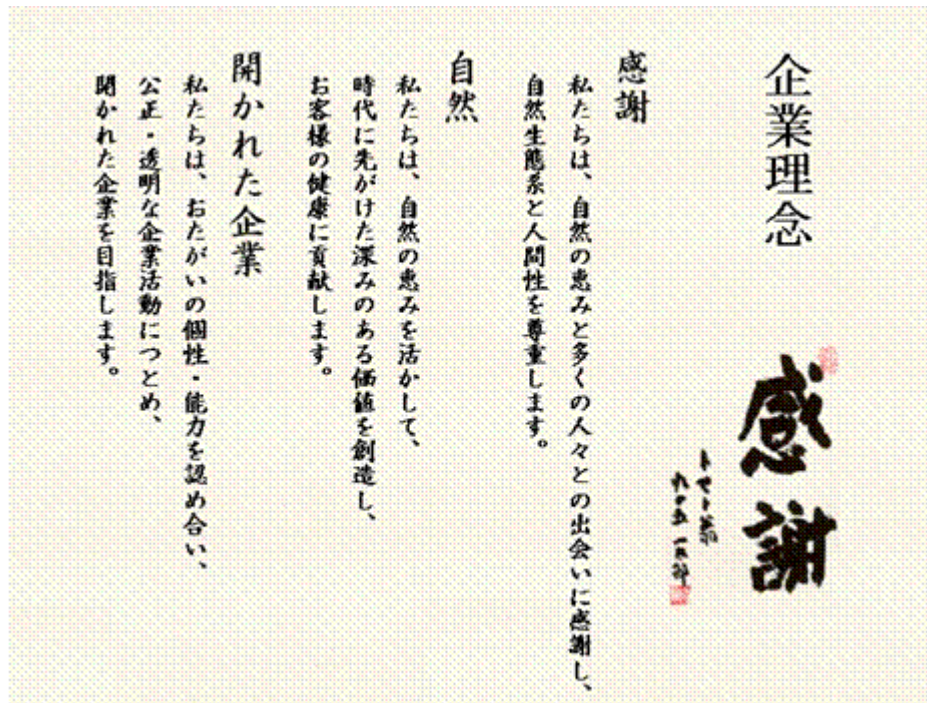 企業理念
感謝
感謝
私たちは、自然の恵みと多くの人々との出会いに感謝し、
自然生態系と人間性を尊重します。
自然
私たちは、自然の恵みを活かして、
時代に先がけた深みのある価値を創造し、
お客様の健康に貢献します。
開かれた企業
私たちは、おたがいの個性・能力を認め合い、
公正・透明な企業活動につとめ、
開かれた企業を目指します。